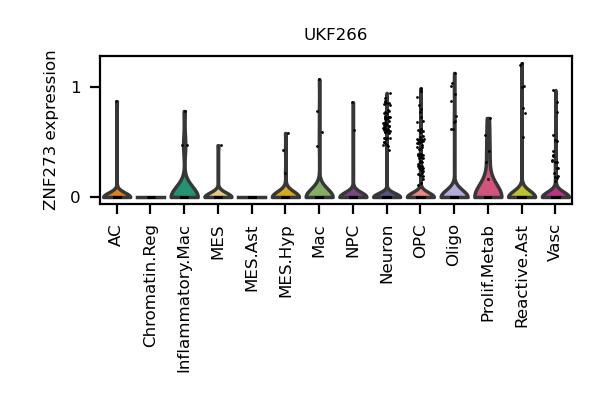 UKF266
ZNF273 expression
1
0
AC
Chromatin.Reg
Inflammatory.Mac
MES
MES.Ast
MES.Hyp
Mac
NPC
Neuron
OPC
Oligo
Prolif.Metab
Reactive.Ast
Vasc